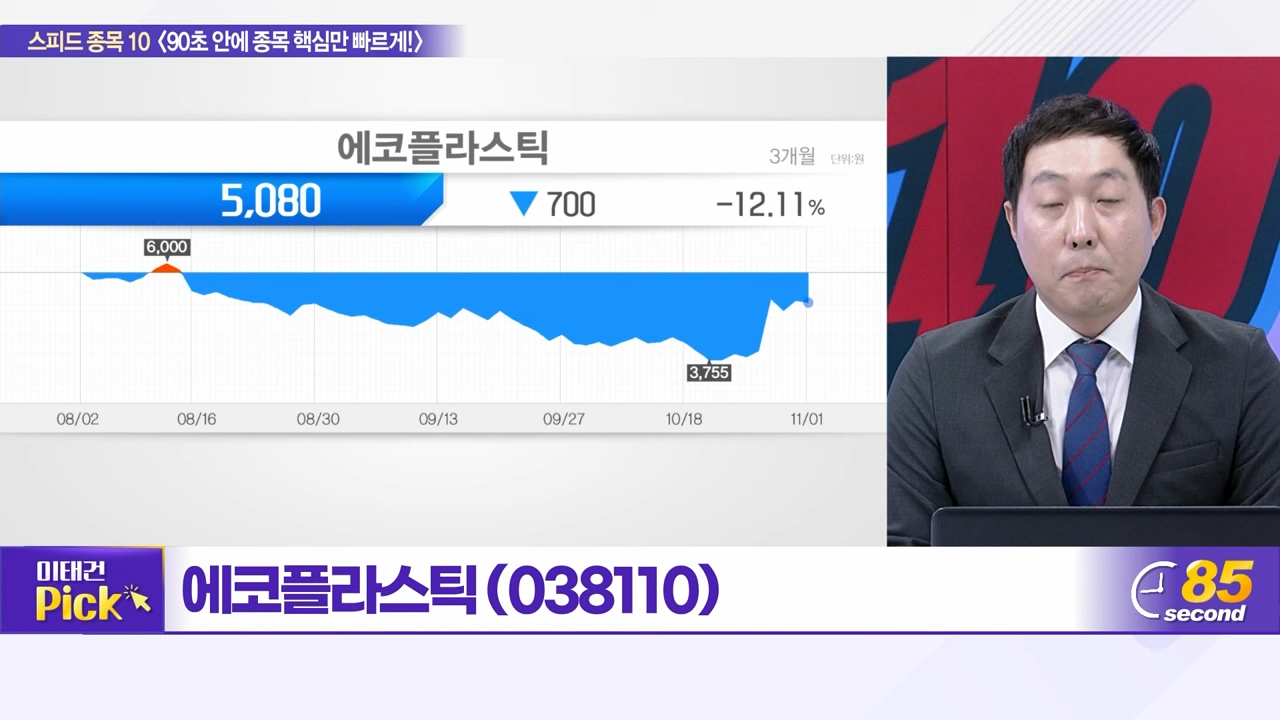 스피드 종목 10 〈90초 안에 종목 핵심만 빠르게!〉
에코플라스틱
3개월 단위:원
5,080 ▼ 700 -12.11%
6,000
3,755
08/02 08/16 08/30 09/13 09/27 10/18 11/01
10
이태건
Pick
에코플라스틱(038110)
85
second